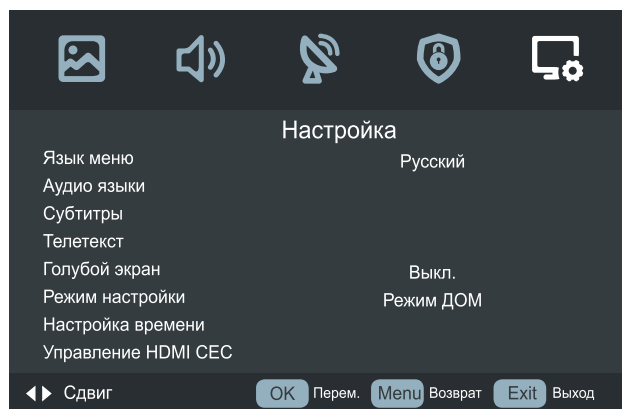 Настройка
Язык меню Русский
Аудио языки
Субтитры
Телетекст
Голубой экран Выкл.
Режим настройки Режим ДОМ
Настройка времени
Управление HDMI CEC
Сдвиг OK Перем. Menu Возврат Exit Выход